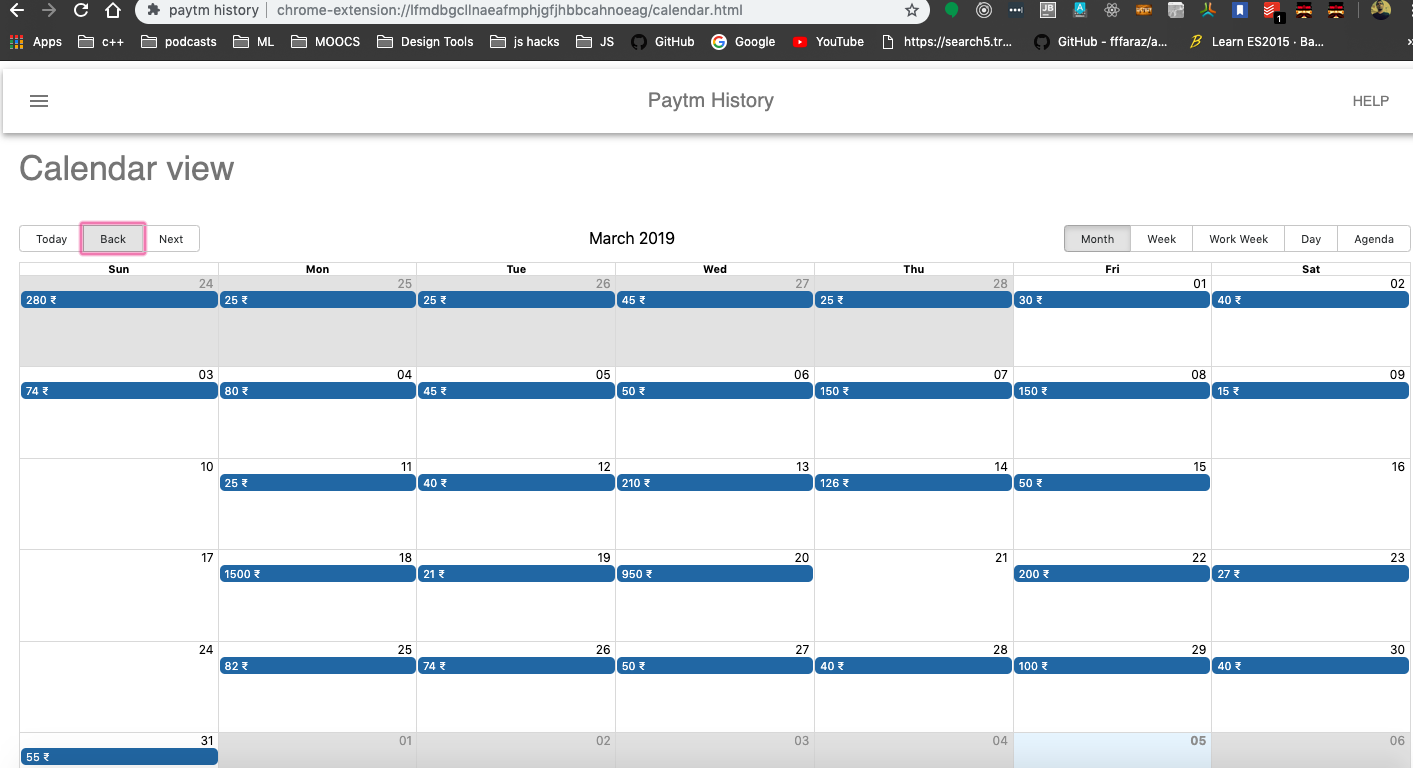 paytm history | chrome-extension://lfmdbgcllnaeafmphjgfjhbbcahnoeag/calendar.html
JB A 1
Apps c++ podcasts ML MOOCS Design Tools js hacks JS GitHub Google YouTube https://search5.tr... GitHub - fffaraz/a... Learn ES2015 · Ba... »
Paytm History HELP
Calendar view
Today Back Next March 2019 Month Week Work Week Day Agenda
Sun Mon Tue Wed Thu Fri Sat
24 25 26 27 28 01 02
280 ₹ 25 ₹ 25 ₹ 45 ₹ 25 ₹ 30 ₹ 40 ₹
03 04 05 06 07 08 09
74 ₹ 80 ₹ 45 ₹ 50 ₹ 150 ₹ 150 ₹ 15 ₹
10 11 12 13 14 15 16
25 ₹ 40 ₹ 210 ₹ 126 ₹ 50 ₹
17 18 19 20 21 22 23
1500 ₹ 21 ₹ 950 ₹ 200 ₹ 27 ₹
24 25 26 27 28 29 30
82 ₹ 74 ₹ 50 ₹ 40 ₹ 100 ₹ 40 ₹
31 01 02 03 04 05 06
55 ₹